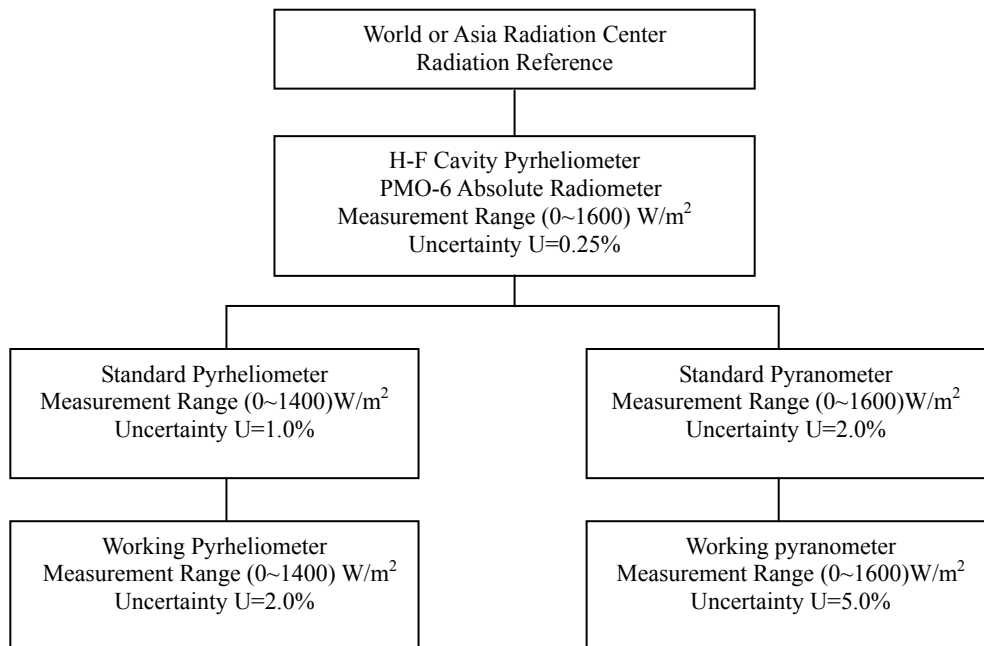 World or Asia Radiation Center
Radiation Reference
H-F Cavity Pyrheliometer
PMO-6 Absolute Radiometer
Measurement Range (0~1600) W/m²
Uncertainty U=0.25%
Standard Pyrheliometer
Measurement Range (0~1400)W/m²
Uncertainty U=1.0%
Standard Pyranometer
Measurement Range (0~1600)W/m²
Uncertainty U=2.0%
Working Pyrheliometer
Measurement Range (0~1400) W/m²
Uncertainty U=2.0%
Working pyranometer
Measurement Range (0~1600)W/m²
Uncertainty U=5.0%